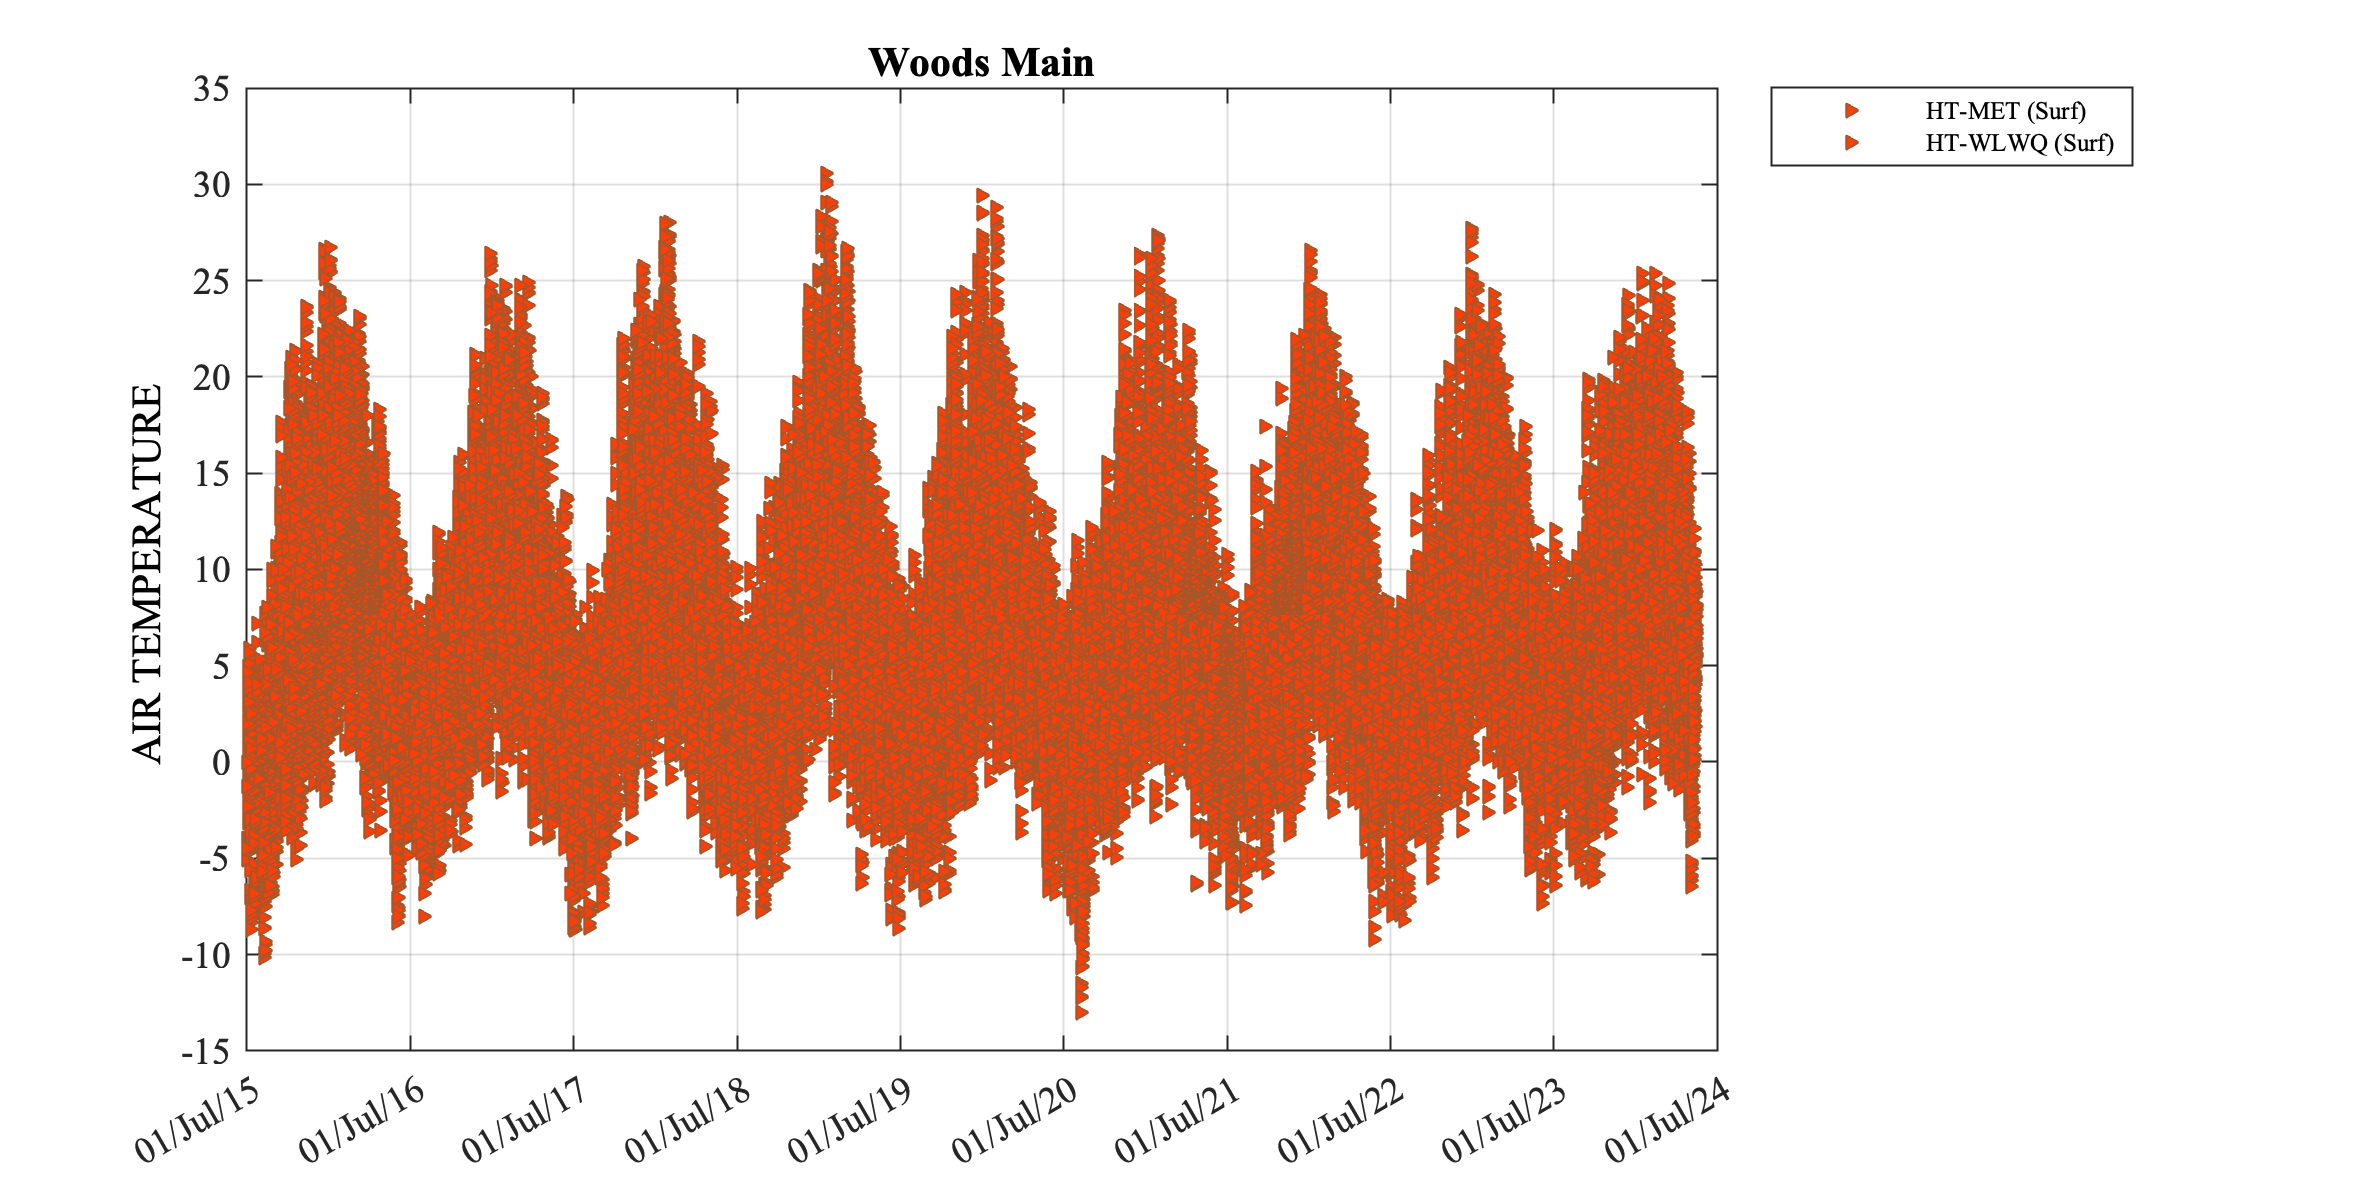 Woods Main
HT-MET (Surf)
HT-WLWQ (Surf)
AIR TEMPERATURE
35
30
25
20
15
10
5
0
-5
-10
-15
01/Jul/15
01/Jul/16
01/Jul/17
01/Jul/18
01/Jul/19
01/Jul/20
01/Jul/21
01/Jul/22
01/Jul/23
01/Jul/24